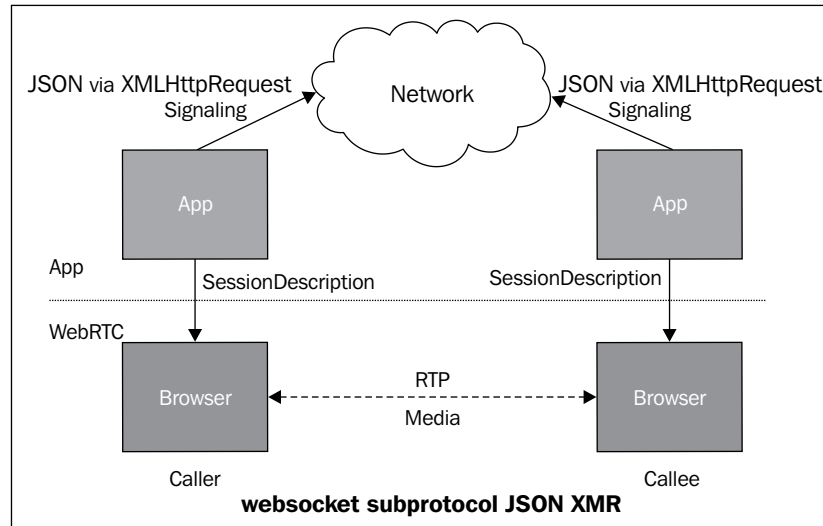 JSON via XMLHttpRequest
Signaling
Network
JSON via XMLHttpRequest
Signaling
App
App
App
SessionDescription
SessionDescription
WebRTC
Browser
RTP
Media
Browser
Caller
Callee
websocket subprotocol JSON XMR